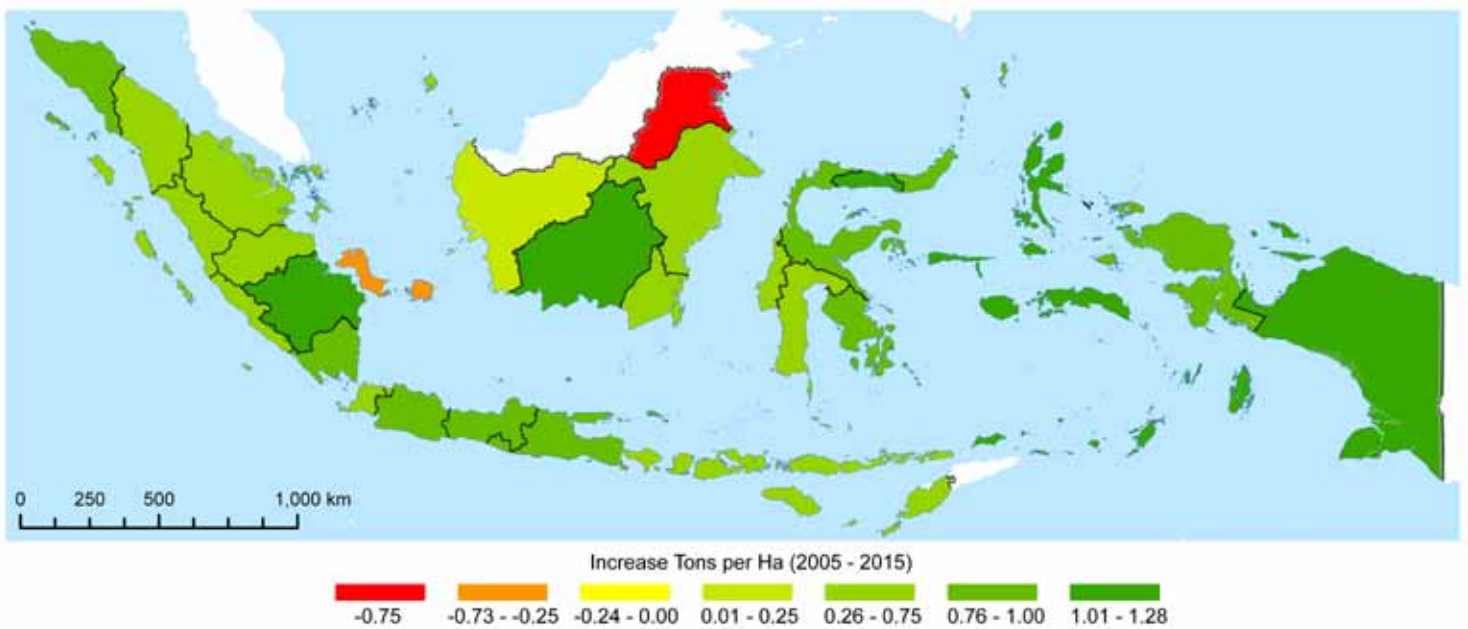 0 250 500 1,000 km
Increase Tons per Ha (2005 - 2015)
-0.75 -0.73 - -0.25 -0.24 - 0.00 0.01 - 0.25 0.26 - 0.75 0.76 - 1.00 1.01 - 1.28